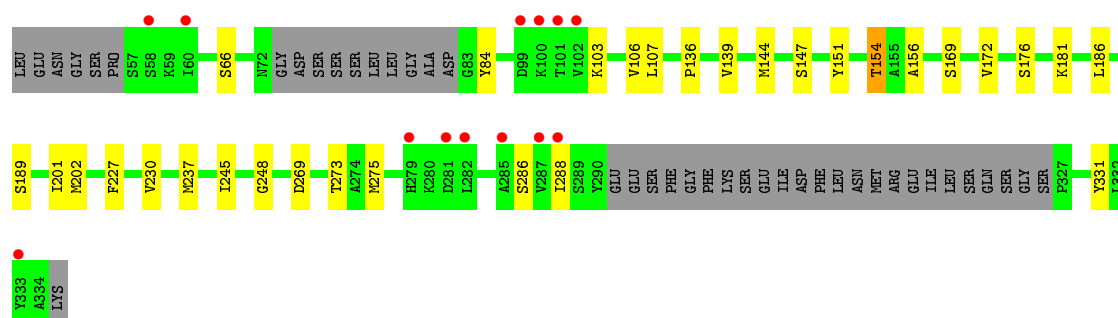 LEU GLU ASN GLY SER PRO S57 S58 K59 I60 S66 N72 GLY ASP SER SER SER LEU LEU GLY ALA ASP G83 Y84 D99 K100 T101 V102 K103 V106 L107 P136 V139 M144 S147 Y151 T154 A155 A156 S169 V172 S176 K181 L186
S189 I201 M202 F227 V230 M237 I245 G248 D269 T273 A274 M275 H279 K280 D281 L282 A285 S286 V287 I288 S289 Y290 GLU GLU SER PHE GLY PHE LYS SER GLU ILE ASP PHE LEU ASN MET ARG GLU ILE LEU SER GLN SER GLY SER P327 Y331 L332
Y333 A334 LYS